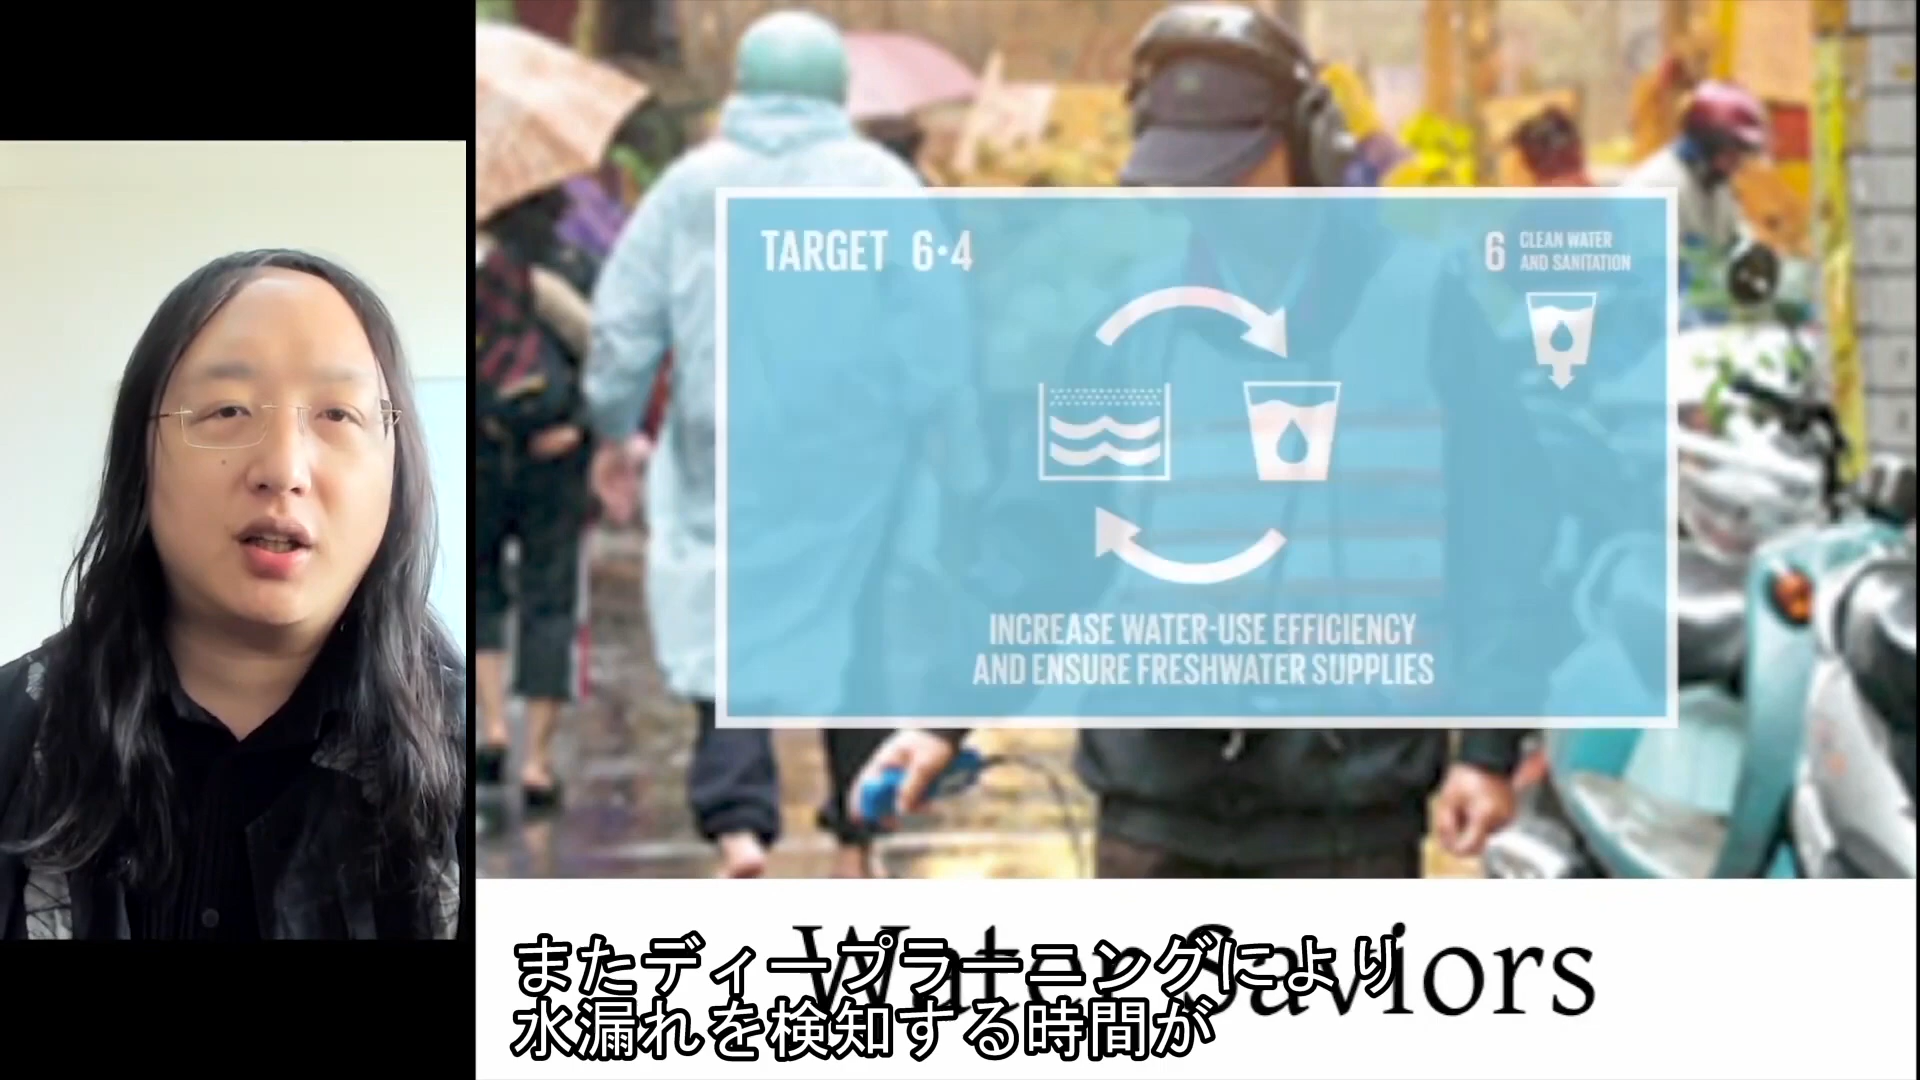 TARGET 6·4
6 CLEAN WATER
AND SANITATION
INCREASE WATER-USE EFFICIENCY
AND ENSURE FRESHWATER SUPPLIES
Water Saviors
またディープラーニングにより
水漏れを検知する時間が